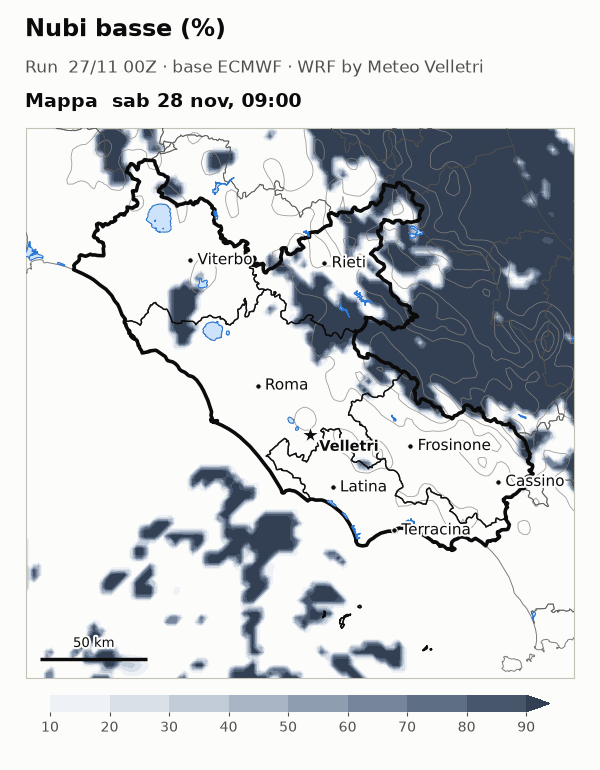 Nubi basse (%)
Run  27/11 00Z · base ECMWF · WRF by Meteo Velletri
Mappa  sab 28 nov, 09:00
Viterbo
Rieti
Roma
Velletri
Frosinone
Cassino
Latina
Terracina
50 km
10 20 30 40 50 60 70 80 90